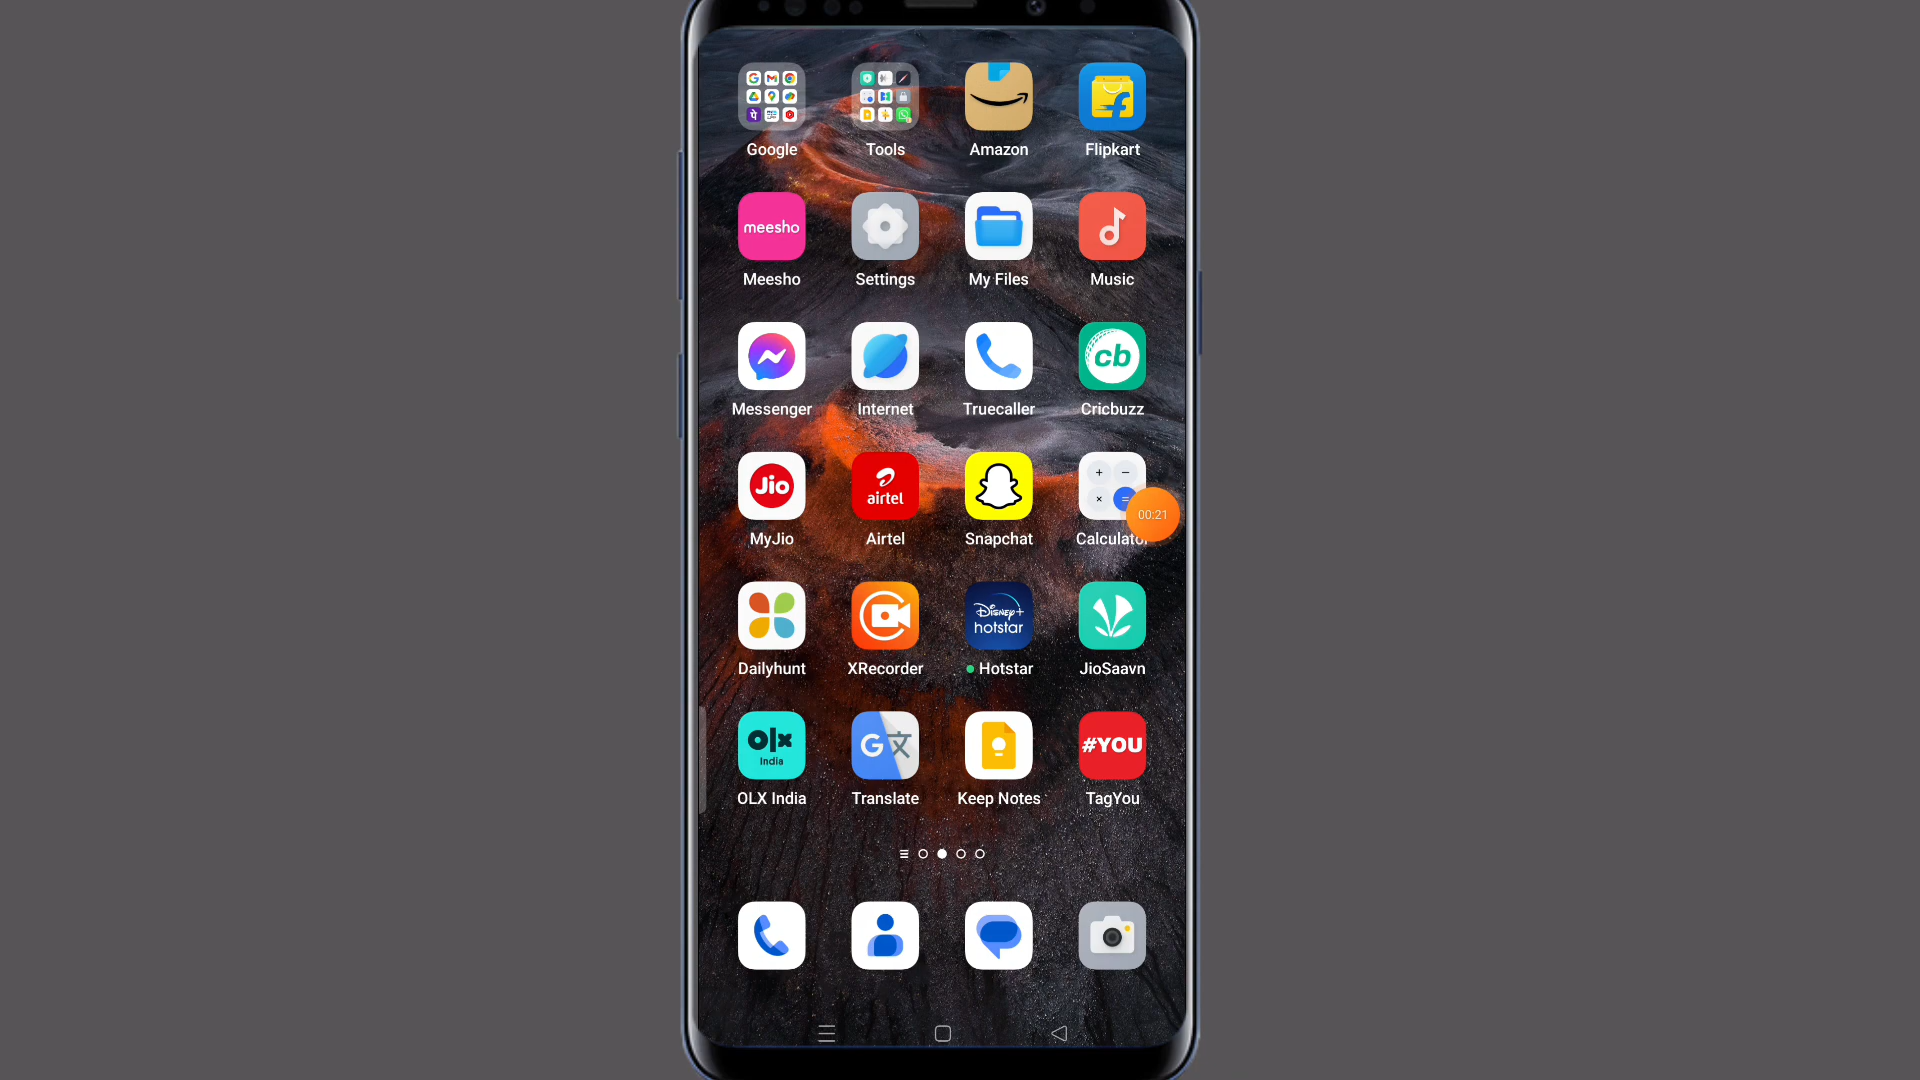 Google Tools Amazon Flipkart
meesho
Meesho Settings My Files Music
cb
Messenger Internet Truecaller Cricbuzz
Jio airtel
00:21
MyJio Airtel Snapchat Calculator
Disney+
hotstar
Dailyhunt XRecorder Hotstar JioSaavn
olx
India
G 文 #YOU
OLX India Translate Keep Notes TagYou